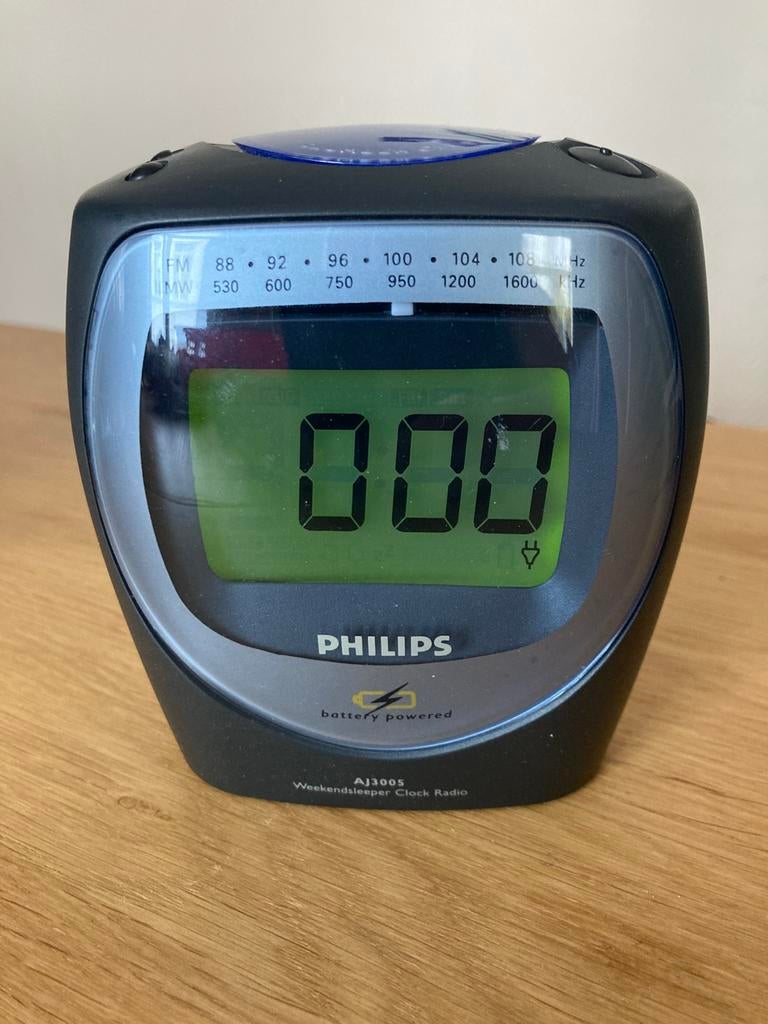 FM 88 • 92 • 96 • 100 • 104 • 108 MHz
MW 530 600 750 950 1200 1600 kHz
000
PHILIPS
battery powered
AJ3005
Weekendsleeper Clock Radio